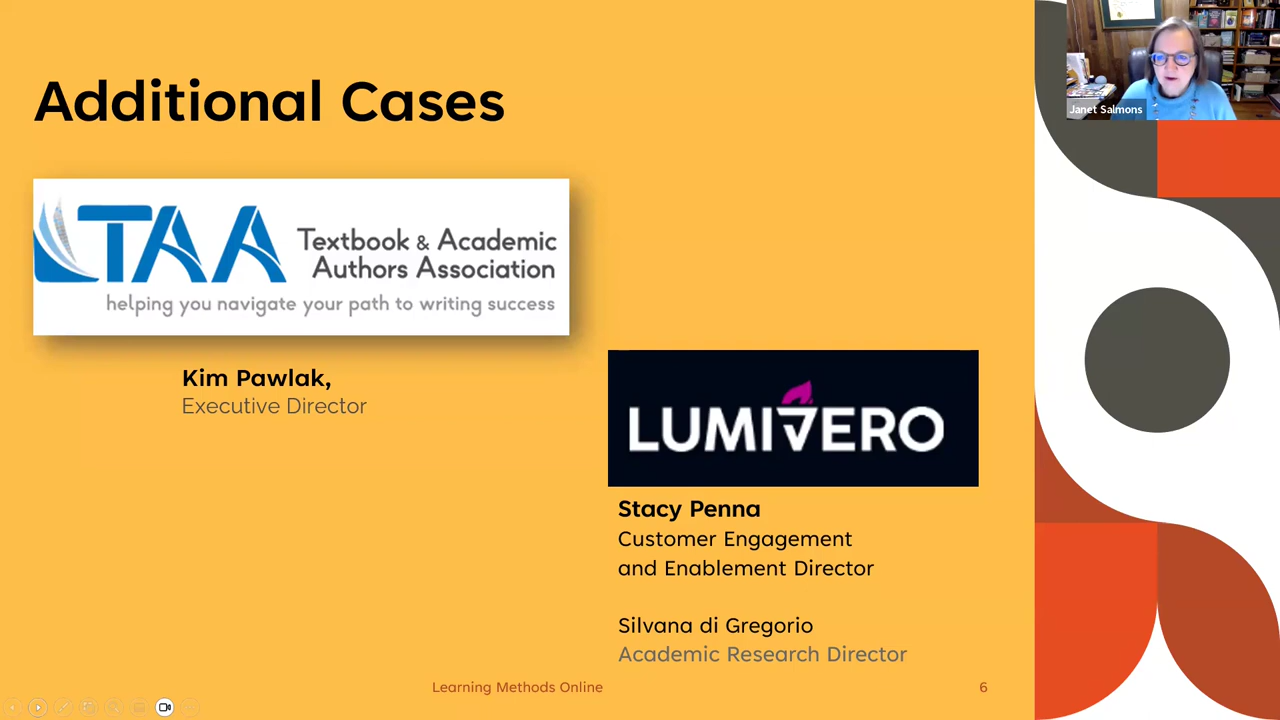 Additional Cases
Janet Salmons
TAA
Textbook & Academic
Authors Association
helping you navigate your path to writing success
Kim Pawlak,
Executive Director
LUMIVERO
Stacy Penna
Customer Engagement
and Enablement Director
Silvana di Gregorio
Academic Research Director
Learning Methods Online
6